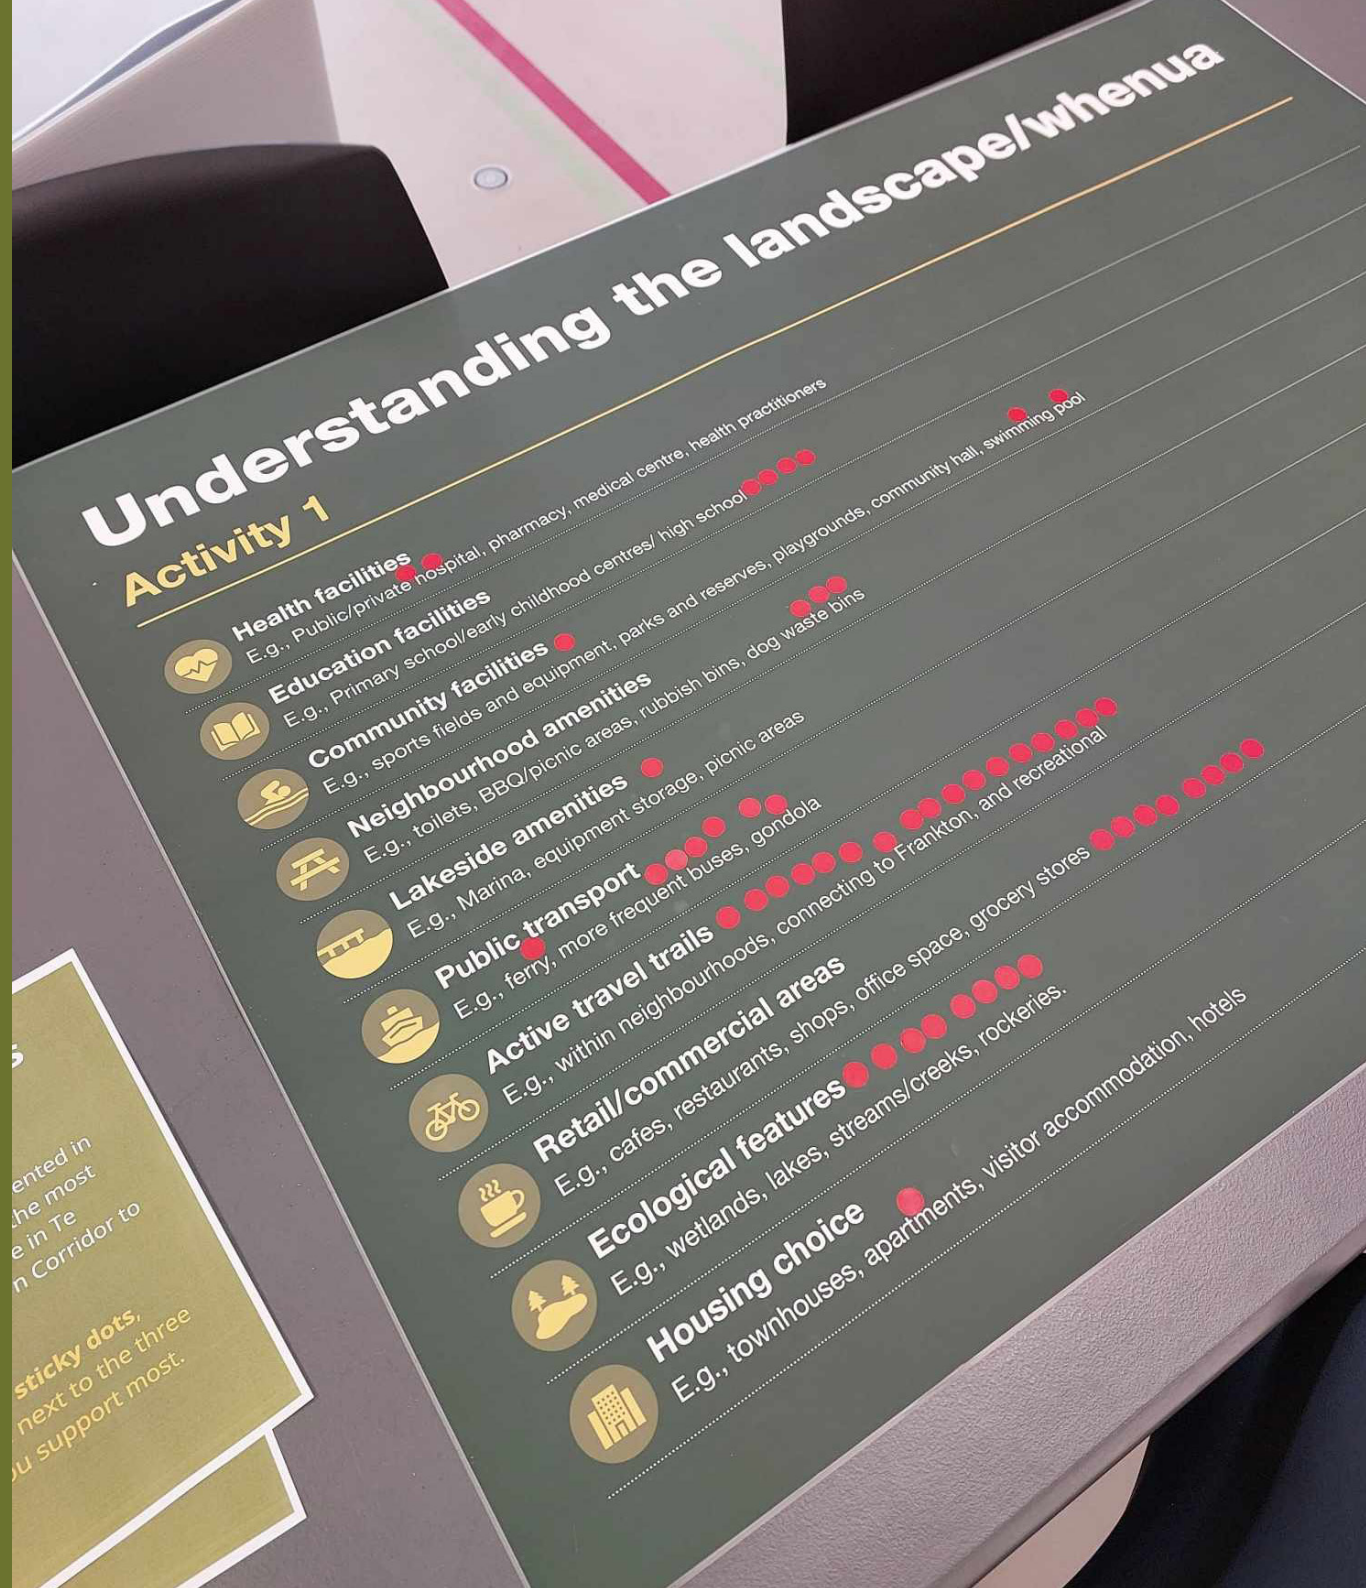 Understanding the landscape/whenua
Activity 1
Health facilities
E.g., Public/private hospital, pharmacy, medical centre, health practitioners
Education facilities
E.g., Primary school/early childhood centres/ high school
Community facilities
E.g., sports fields and equipment, parks and reserves, playgrounds, community hall, swimming pool
Neighbourhood amenities
E.g., toilets, BBQ/picnic areas, rubbish bins, dog waste bins
Lakeside amenities
E.g., Marina, equipment storage, picnic areas
Public transport
E.g., ferry, more frequent buses, gondola
Active travel trails
E.g., within neighbourhoods, connecting to Frankton, and recreational
Retail/commercial areas
E.g., cafes, restaurants, shops, office space, grocery stores
Ecological features
E.g., wetlands, lakes, streams/creeks, rockeries.
Housing choice
E.g., townhouses, apartments, visitor accommodation, hotels
the most
e in Te
n Corridor to
sticky dots,
next to the three
support most.